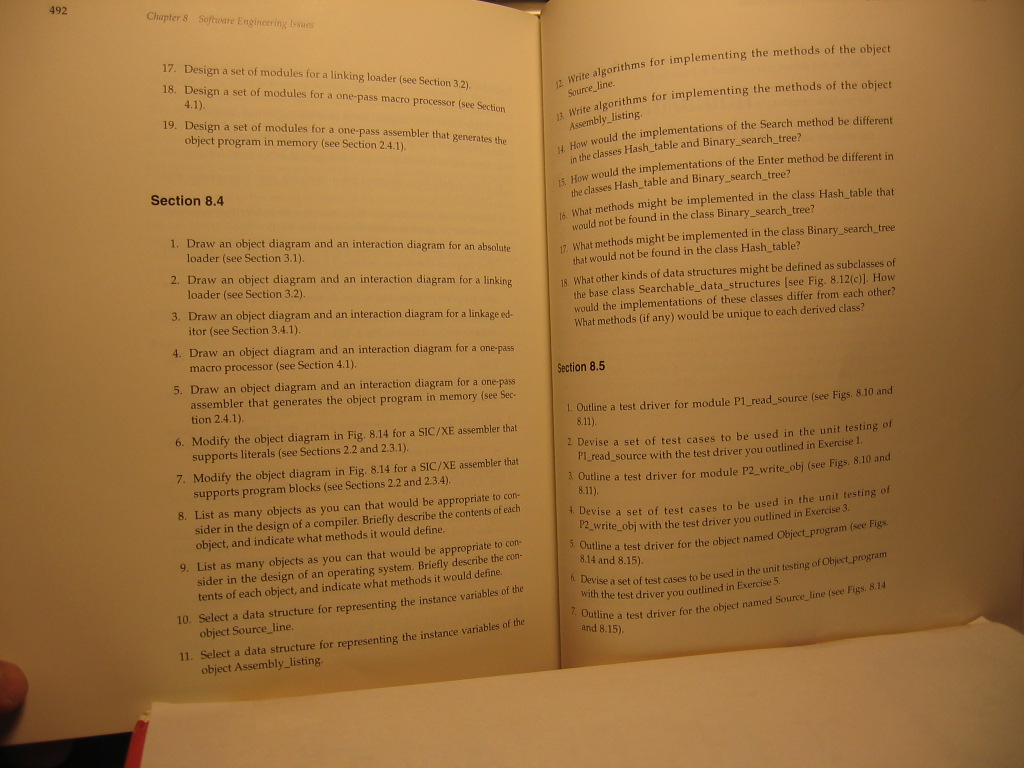 492
Chapter 8 Software Engineering Issues
17. Design a set of modules for a linking loader (see Section 3.2).
18. Design a set of modules for a one-pass macro processor (see Section
4.1).
19. Design a set of modules for a one-pass assembler that generates the
object program in memory (see Section 2.4.1).
Section 8.4
1. Draw an object diagram and an interaction diagram for an absolute
loader (see Section 3.1).
2. Draw an object diagram and an interaction diagram for a linking
loader (see Section 3.2).
3. Draw an object diagram and an interaction diagram for a linkage ed-
itor (see Section 3.4.1).
4. Draw an object diagram and an interaction diagram for a one-pass
macro processor (see Section 4.1).
5. Draw an object diagram and an interaction diagram for a one-pass
assembler that generates the object program in memory (see Sec-
tion 2.4.1).
6. Modify the object diagram in Fig. 8.14 for a SIC/XE assembler that
supports literals (see Sections 2.2 and 2.3.1).
7. Modify the object diagram in Fig. 8.14 for a SIC/XE assembler that
supports program blocks (see Sections 2.2 and 2.3.4).
8. List as many objects as you can that would be appropriate to con-
sider in the design of a compiler. Briefly describe the contents of each
object, and indicate what methods it would define.
9. List as many objects as you can that would be appropriate to con-
sider in the design of an operating system. Briefly describe the con-
tents of each object, and indicate what methods it would define.
10. Select a data structure for representing the instance variables of the
object Source_line.
11. Select a data structure for representing the instance variables of the
object Assembly_listing.
12. Write algorithms for implementing the methods of the object
Source_line.
13. Write algorithms for implementing the methods of the object
Assembly_listing.
14. How would the implementations of the Search method be different
in the classes Hash_table and Binary_search_tree?
15. How would the implementations of the Enter method be different in
the classes Hash_table and Binary_search_tree?
16. What methods might be implemented in the class Hash_table that
would not be found in the class Binary_search_tree?
17. What methods might be implemented in the class Binary_search_tree
that would not be found in the class Hash_table?
18. What other kinds of data structures might be defined as subclasses of
the base class Searchable_data_structures [see Fig. 8.12(c)]. How
would the implementations of these classes differ from each other?
What methods (if any) would be unique to each derived class?
Section 8.5
1. Outline a test driver for module P1_read_source (see Figs. 8.10 and
8.11).
2. Devise a set of test cases to be used in the unit testing of
P1_read_source with the test driver you outlined in Exercise 1.
3. Outline a test driver for module P2_write_obj (see Figs. 8.10 and
8.11).
4. Devise a set of test cases to be used in the unit testing of
P2_write_obj with the test driver you outlined in Exercise 3.
5. Outline a test driver for the object named Object_program (see Figs.
8.14 and 8.15).
6. Devise a set of test cases to be used in the unit testing of Object_program
with the test driver you outlined in Exercise 5.
7. Outline a test driver for the object named Source_line (see Figs. 8.14
and 8.15).